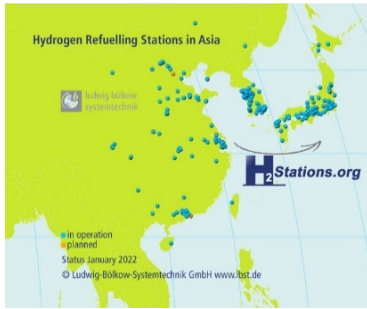 Hydrogen Refuelling Stations in Asia
ludwig bölkow
systemtechnik
H2Stations.org
in operation
planned
Status January 2022
© Ludwig-Bölkow-Systemtechnik GmbH www.lbst.de